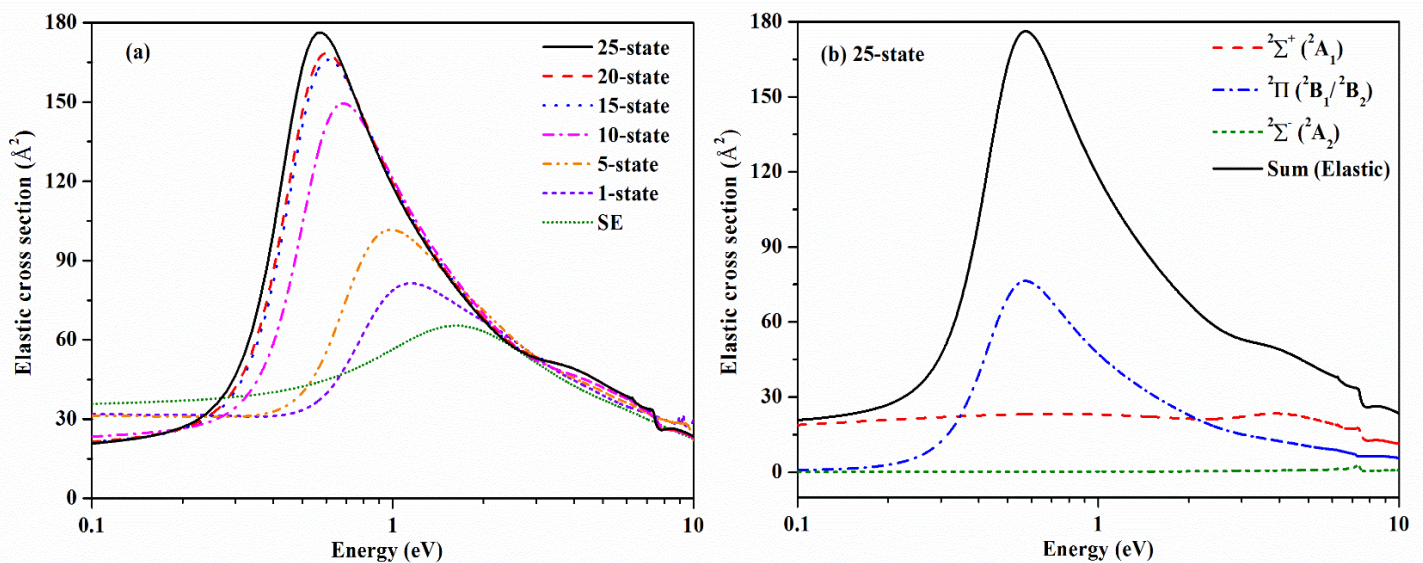 (a)
25-state
20-state
15-state
10-state
5-state
1-state
SE
Elastic cross section (Å²)
180
150
120
90
60
30
0
0.1
1
10
Energy (eV)
(b) 25-state
²Σ⁺ (²A₁)
²Π (²B₁/²B₂)
²Σ⁻ (²A₂)
Sum (Elastic)
Elastic cross section (Å²)
180
150
120
90
60
30
0
0.1
1
10
Energy (eV)